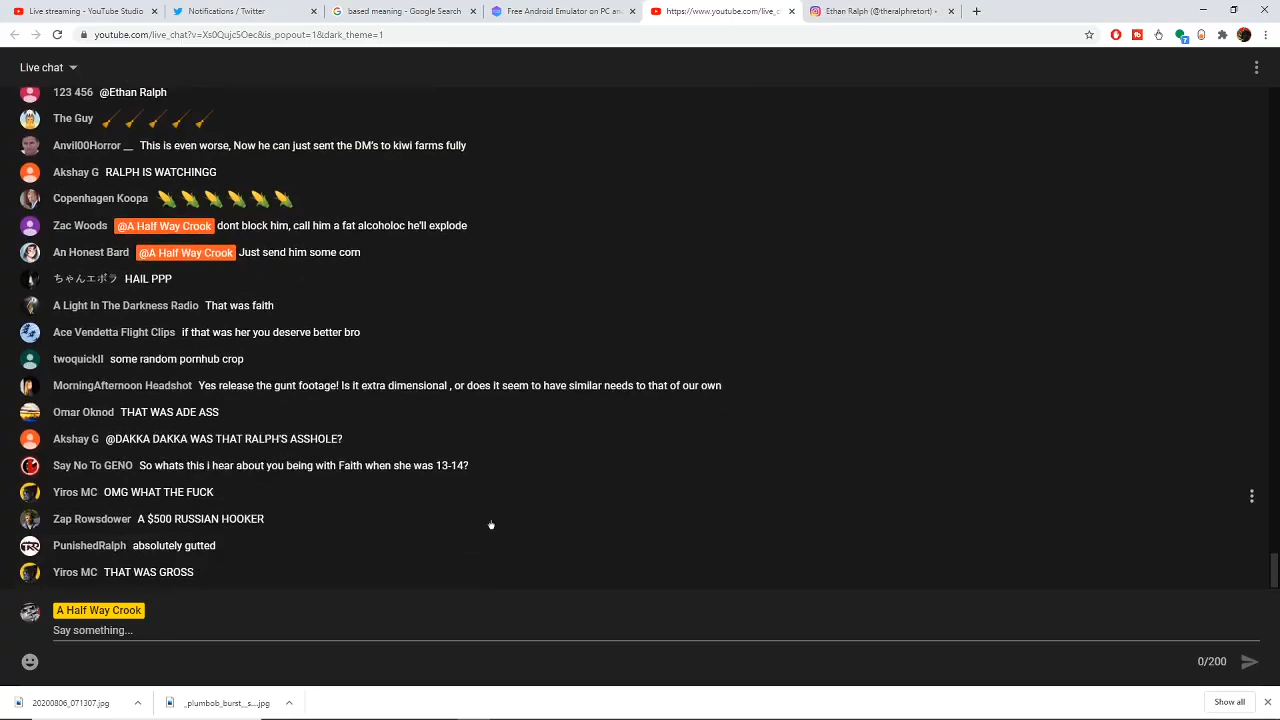 Live streaming - YouTube Studio
Notifications / Twitter
based meaning - Google Search
Free Android Emulator on PC an
https://www.youtube.com/live_c
Ethan Ralph (@theralphretort) •
youtube.com/live_chat?v=Xs0Qujc5Oec&is_popout=1&dark_theme=1
Live chat
123 456 @Ethan Ralph
The Guy
Anvil00Horror __ This is even worse, Now he can just sent the DM's to kiwi farms fully
Akshay G RALPH IS WATCHINGG
Copenhagen Koopa
Zac Woods @A Half Way Crook dont block him, call him a fat alcoholoc he'll explode
An Honest Bard @A Half Way Crook Just send him some corn
ちゃんエボラ HAIL PPP
A Light In The Darkness Radio That was faith
Ace Vendetta Flight Clips if that was her you deserve better bro
twoquickII some random pornhub crop
MorningAfternoon Headshot Yes release the gunt footage! Is it extra dimensional , or does it seem to have similar needs to that of our own
Omar Oknod THAT WAS ADE ASS
Akshay G @DAKKA DAKKA WAS THAT RALPH'S ASSHOLE?
Say No To GENO So whats this i hear about you being with Faith when she was 13-14?
Yiros MC OMG WHAT THE FUCK
Zap Rowsdower A $500 RUSSIAN HOOKER
PunishedRalph absolutely gutted
Yiros MC THAT WAS GROSS
A Half Way Crook
Say something...
0/200
20200806_071307.jpg
_plumbob_burst__s....jpg
Show all